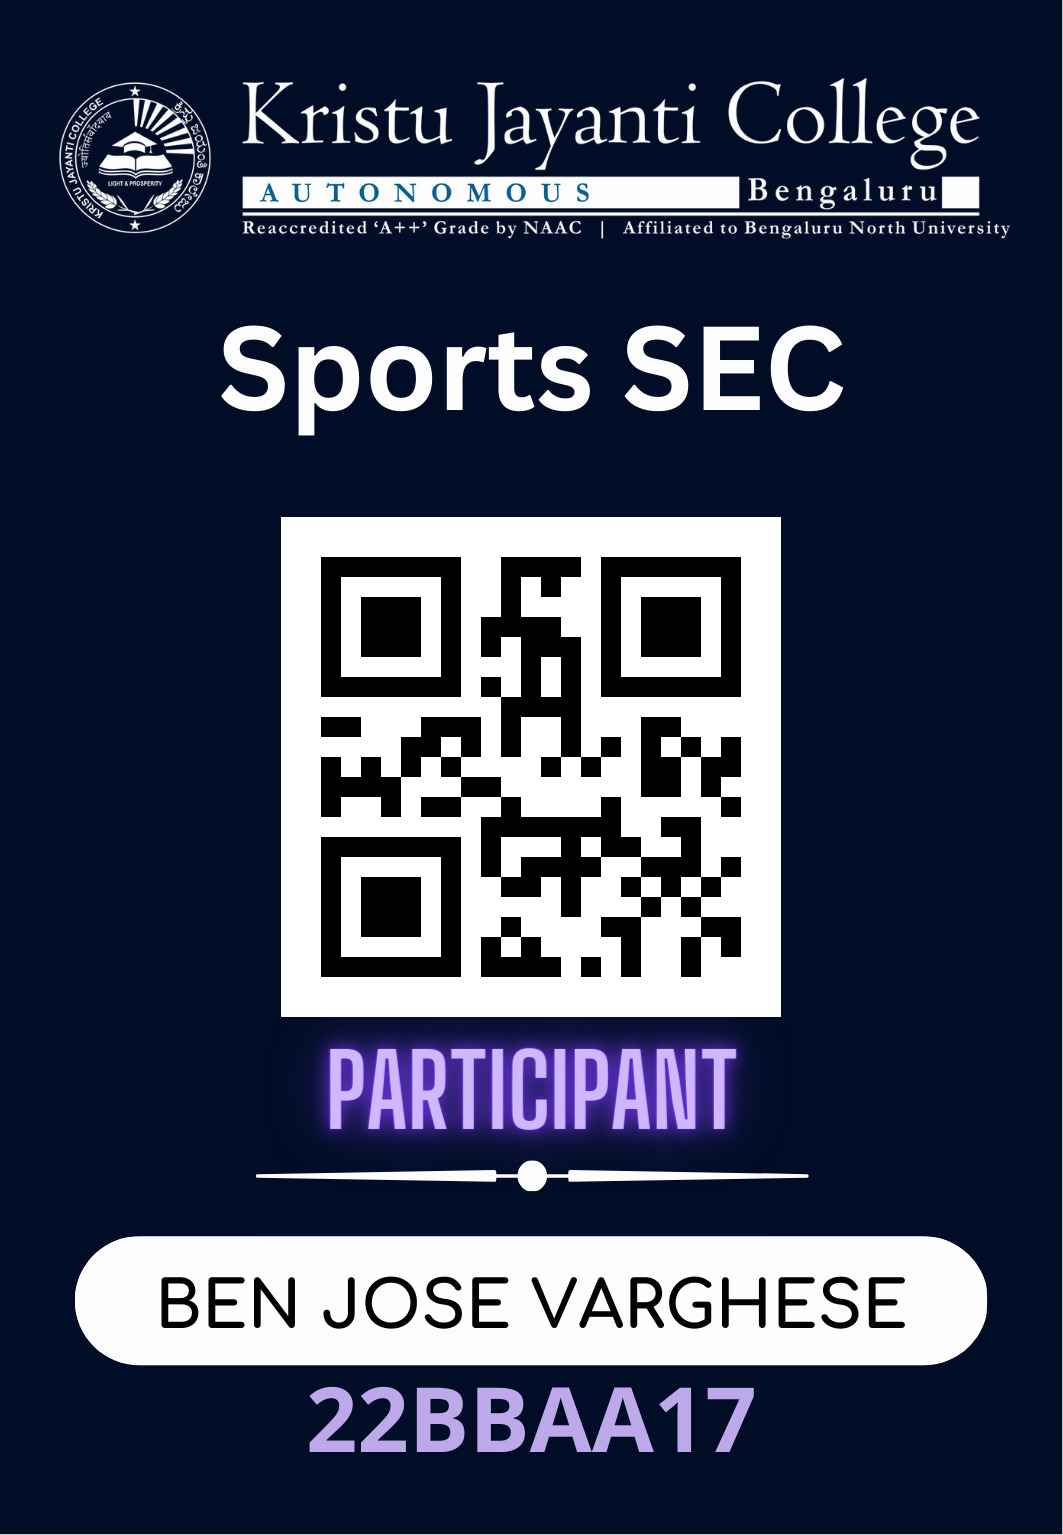 Kristu Jayanti College
AUTONOMOUS Bengaluru
Reaccredited ‘A++’ Grade by NAAC | Affiliated to Bengaluru North University
KRISTU JAYANTI COLLEGE
LIGHT & PROSPERITY
Sports SEC
PARTICIPANT
BEN JOSE VARGHESE
22BBAA17